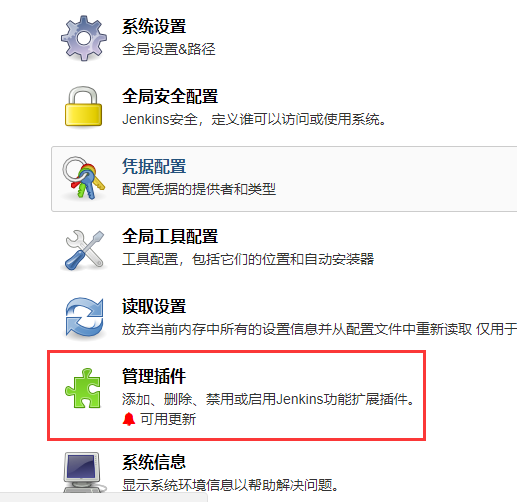 系统设置
全局设置&路径
全局安全配置
Jenkins安全，定义谁可以访问或使用系统。
凭据配置
配置凭据的提供者和类型
全局工具配置
工具配置，包括它们的位置和自动安装器
读取设置
放弃当前内存中所有的设置信息并从配置文件中重新读取 仅用于
管理插件
添加、删除、禁用或启用Jenkins功能扩展插件。
可用更新
系统信息
显示系统环境信息以帮助解决问题。